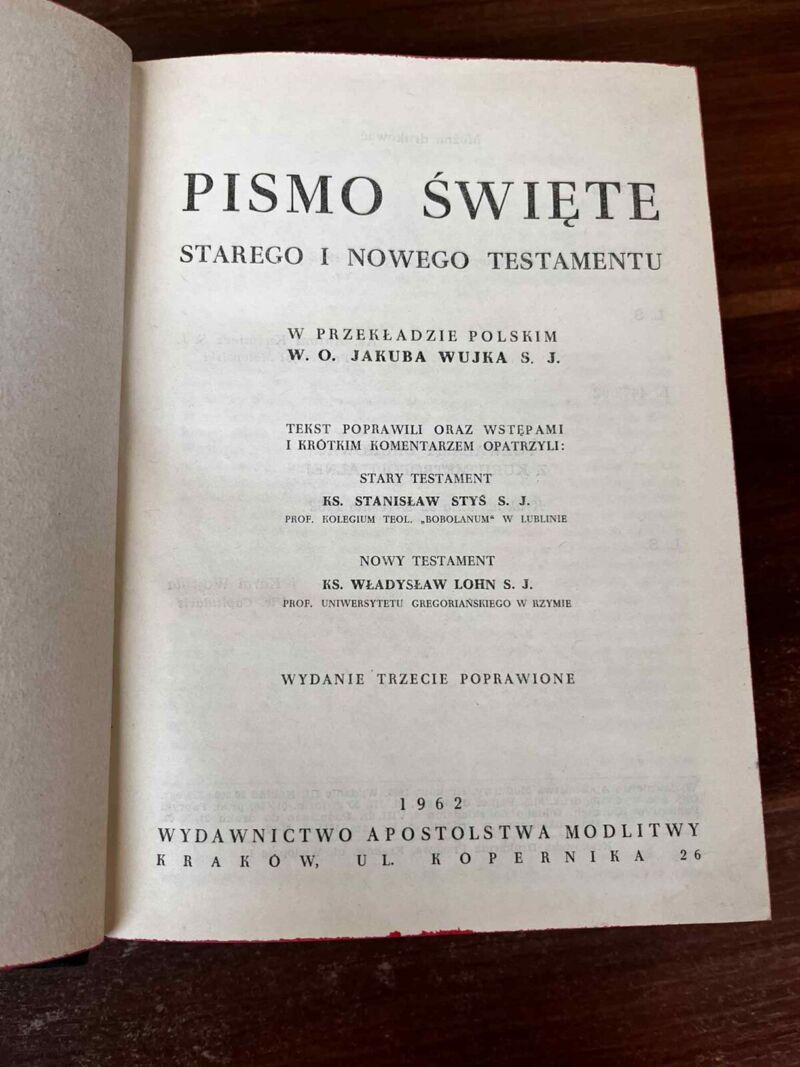 PISMO ŚWIĘTE
STAREGO I NOWEGO TESTAMENTU
W PRZEKŁADZIE POLSKIM
W. O. JAKUBA WUJKA S. J.
TEKST POPRAWILI ORAZ WSTĘPAMI
I KRÓTKIM KOMENTARZEM OPATRZYLI:
STARY TESTAMENT
KS. STANISŁAW STYŚ S. J.
PROF. KOLEGIUM TEOL. „BOBOLANUM“ W LUBLINIE
NOWY TESTAMENT
KS. WŁADYSŁAW LOHN S. J.
PROF. UNIWERSYTETU GREGORIAŃSKIEGO W RZYMIE
WYDANIE TRZECIE POPRAWIONE
1962
WYDAWNICTWO APOSTOLSTWA MODLITWY
KRAKÓW, UL. KOPERNIKA 26